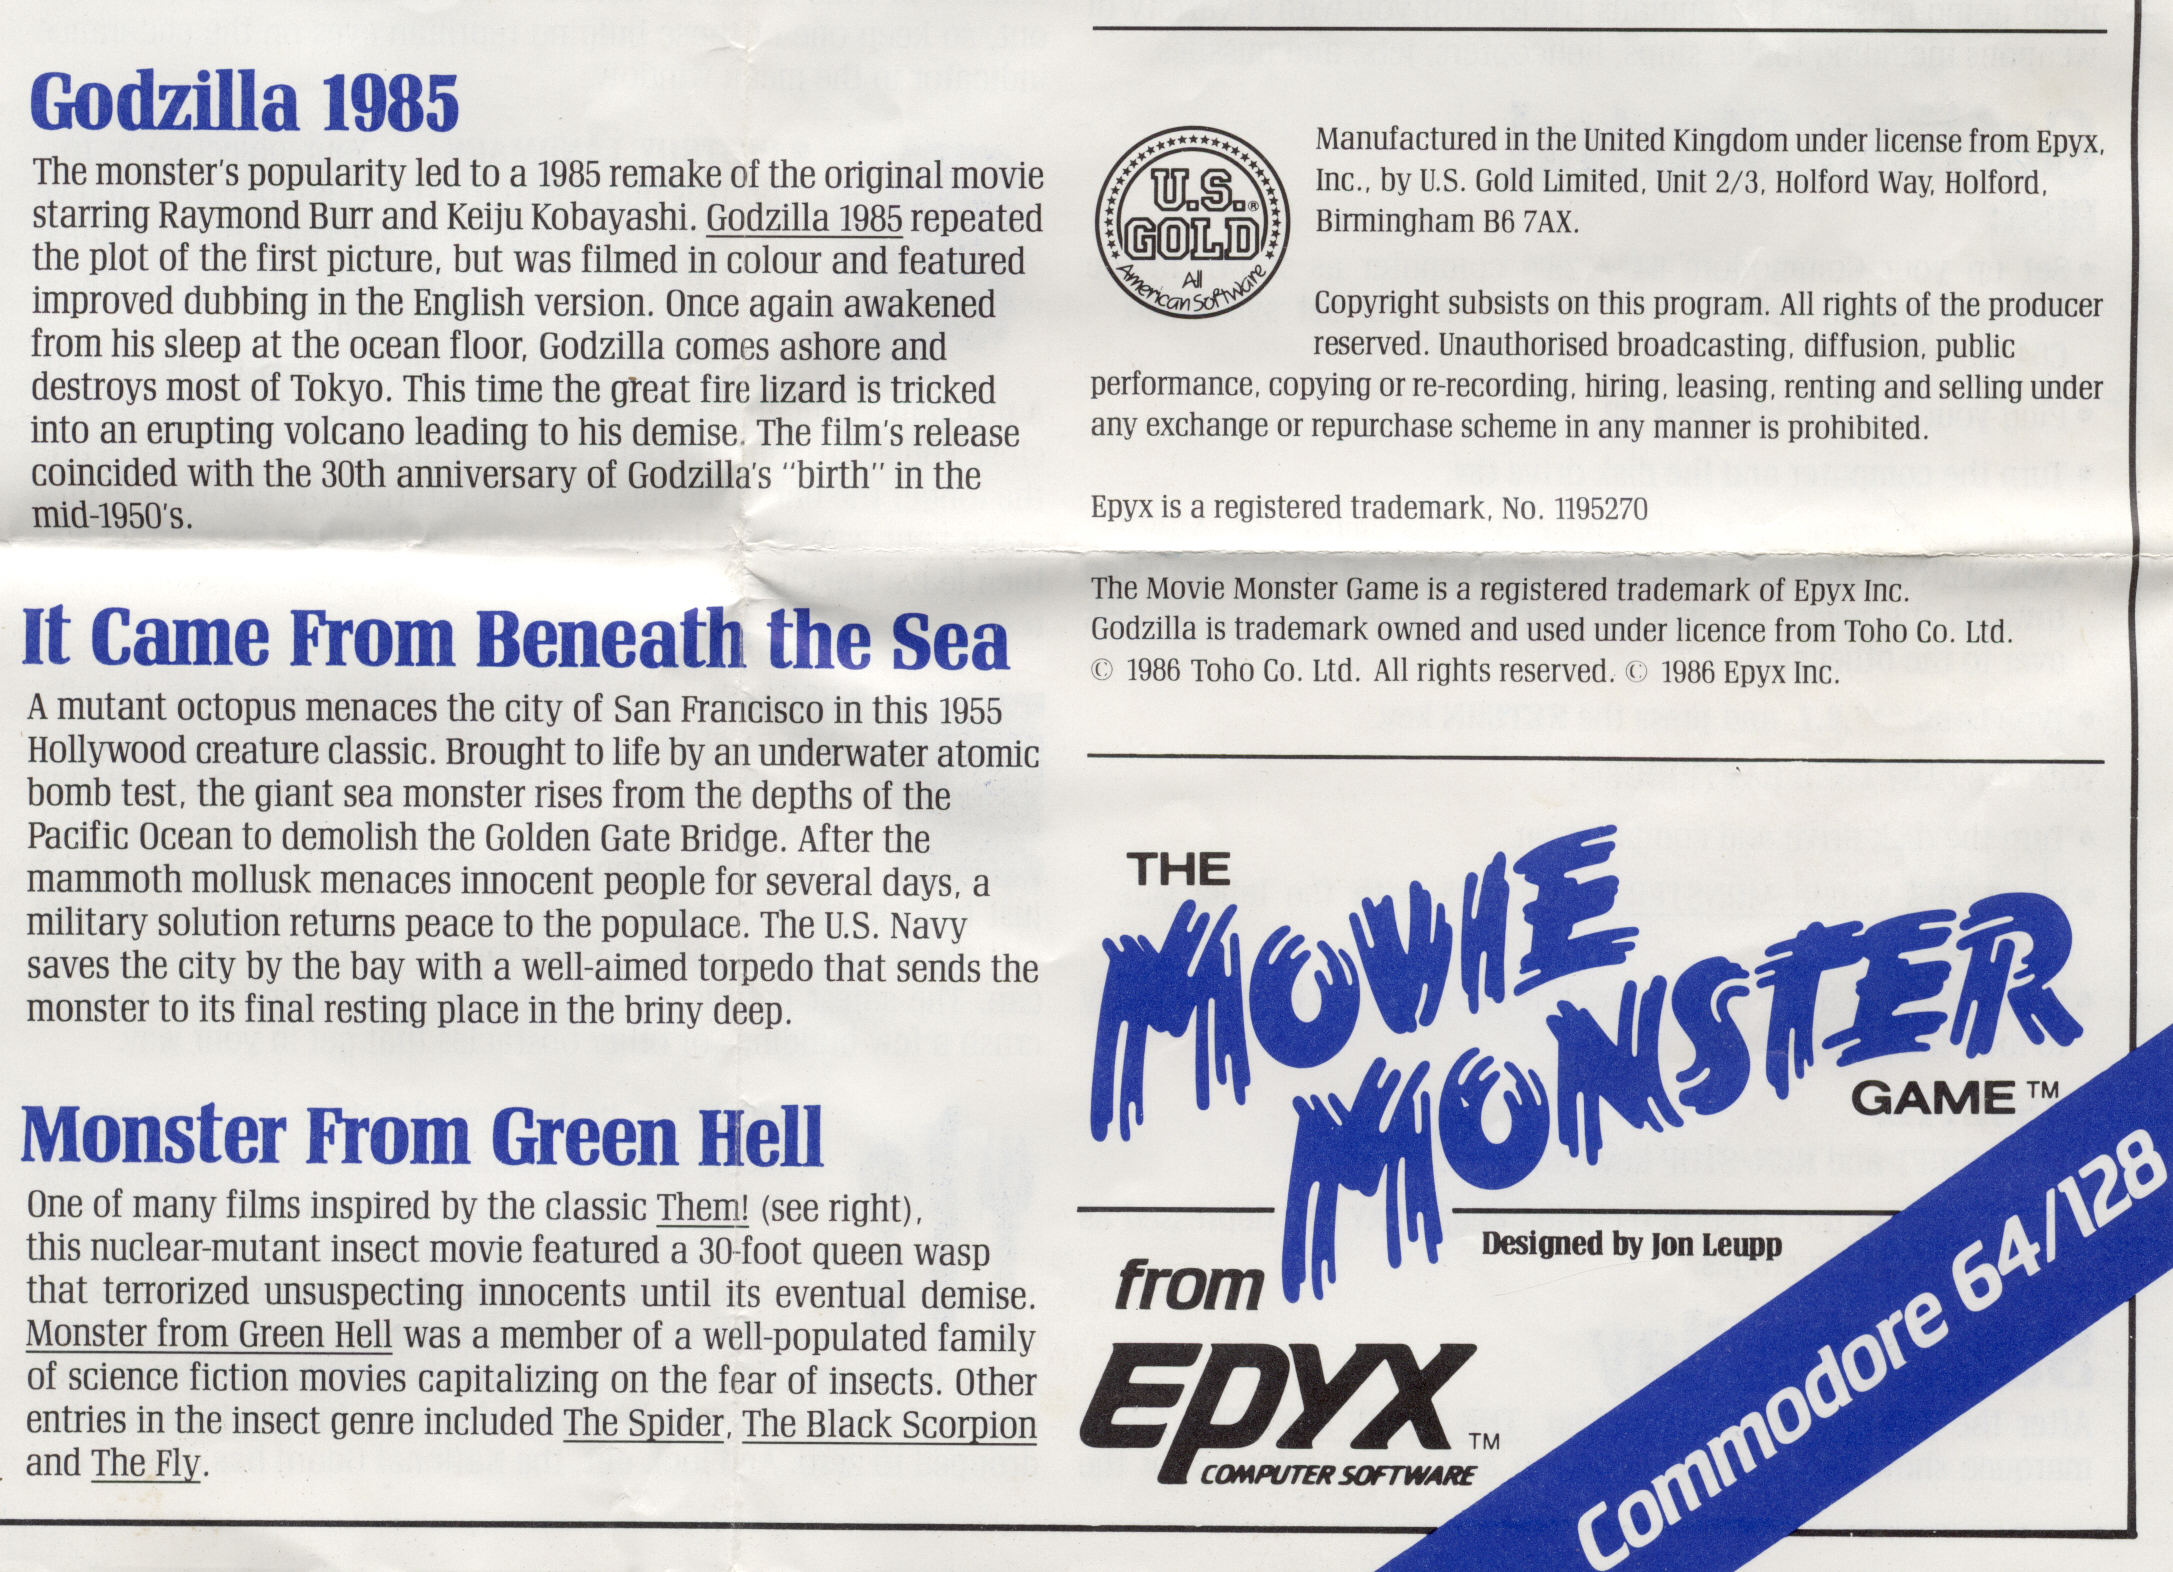 Godzilla 1985
The monster's popularity led to a 1985 remake of the original movie
starring Raymond Burr and Keiju Kobayashi. Godzilla 1985 repeated
the plot of the first picture, but was filmed in colour and featured
improved dubbing in the English version. Once again awakened
from his sleep at the ocean floor, Godzilla comes ashore and
destroys most of Tokyo. This time the great fire lizard is tricked
into an erupting volcano leading to his demise. The film's release
coincided with the 30th anniversary of Godzilla's "birth" in the
mid-1950's.
It Came From Beneath the Sea
A mutant octopus menaces the city of San Francisco in this 1955
Hollywood creature classic. Brought to life by an underwater atomic
bomb test, the giant sea monster rises from the depths of the
Pacific Ocean to demolish the Golden Gate Bridge. After the
mammoth mollusk menaces innocent people for several days, a
military solution returns peace to the populace. The U.S. Navy
saves the city by the bay with a well-aimed torpedo that sends the
monster to its final resting place in the briny deep.
Monster From Green Hell
One of many films inspired by the classic Them! (see right),
this nuclear-mutant insect movie featured a 30-foot queen wasp
that terrorized unsuspecting innocents until its eventual demise.
Monster from Green Hell was a member of a well-populated family
of science fiction movies capitalizing on the fear of insects. Other
entries in the insect genre included The Spider, The Black Scorpion
and The Fly.
U.S.®
GOLD
All
American Software
Manufactured in the United Kingdom under license from Epyx,
Inc., by U.S. Gold Limited, Unit 2/3, Holford Way, Holford,
Birmingham B6 7AX.
Copyright subsists on this program. All rights of the producer
reserved. Unauthorised broadcasting, diffusion, public
performance, copying or re-recording, hiring, leasing, renting and selling under
any exchange or repurchase scheme in any manner is prohibited.
Epyx is a registered trademark, No. 1195270
The Movie Monster Game is a registered trademark of Epyx Inc.
Godzilla is trademark owned and used under licence from Toho Co. Ltd.
© 1986 Toho Co. Ltd. All rights reserved. © 1986 Epyx Inc.
THE
MOVIE
MONSTER
GAME™
Designed by Jon Leupp
from
EPYX™
COMPUTER SOFTWARE
Commodore 64/128